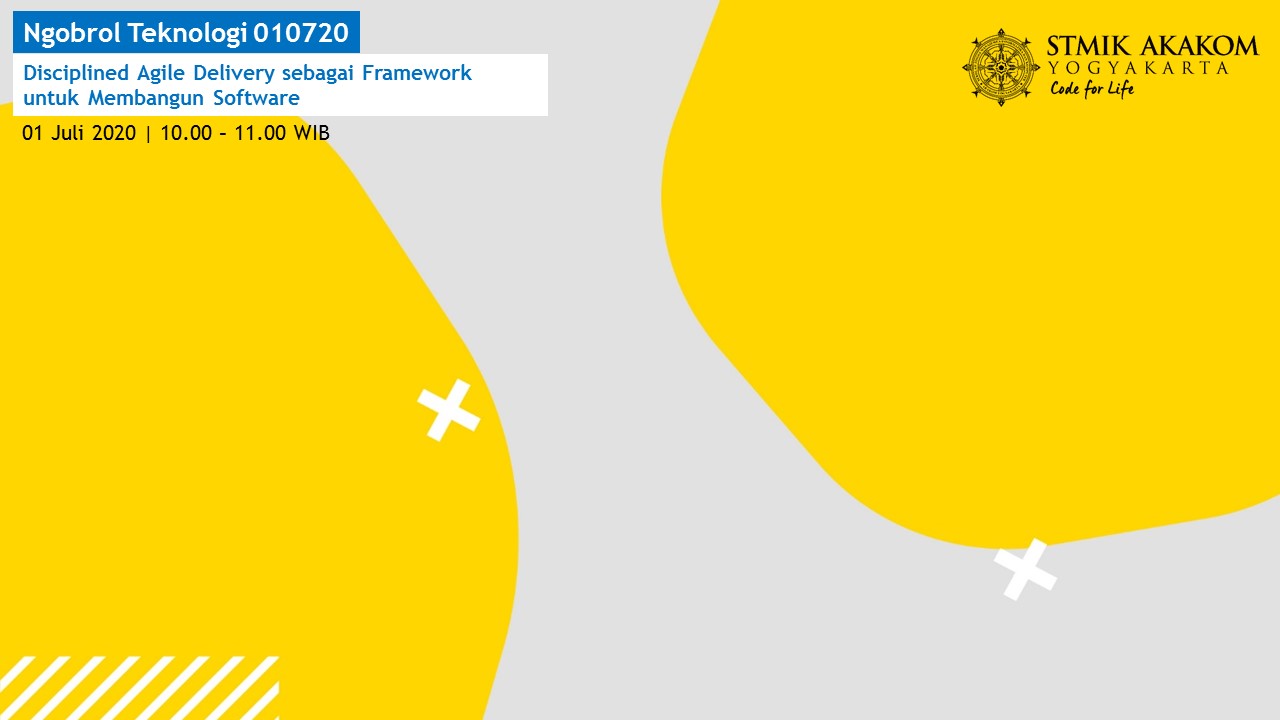 Ngobrol Teknologi 010720
Disciplined Agile Delivery sebagai Framework
untuk Membangun Software
01 Juli 2020 | 10.00 – 11.00 WIB
STMIK AKAKOM
YOGYAKARTA
Code for Life